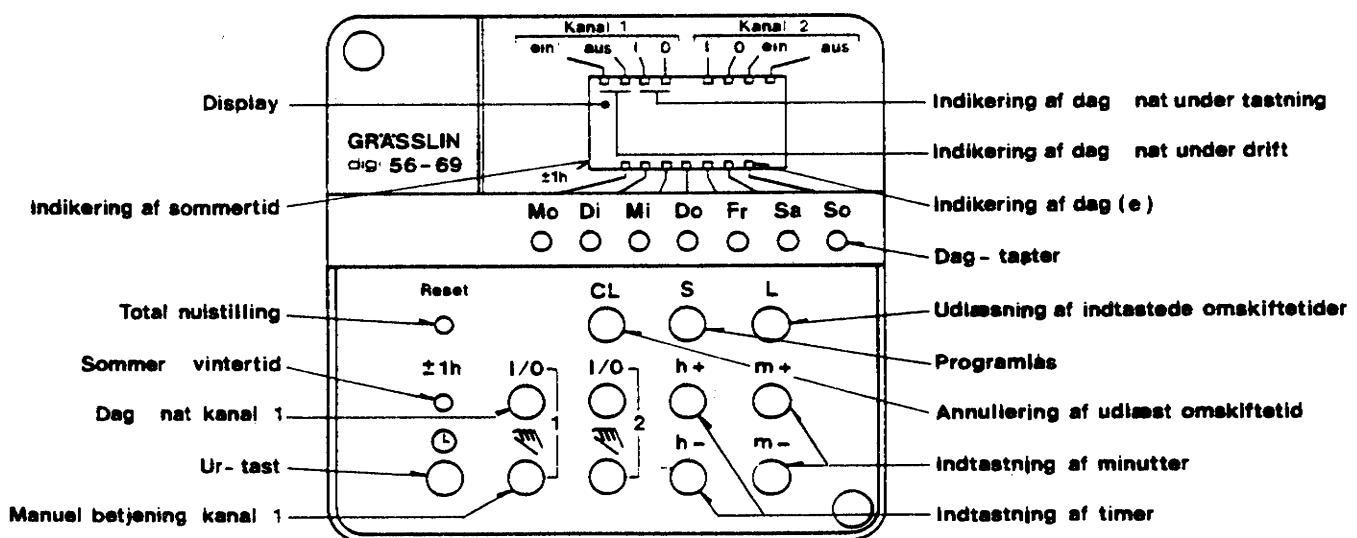 Kanal 1 Kanal 2
ein aus I 0 I 0 ein aus
Display
Indikering af dag nat under tastning
GRÄSSLIN
digi 56-69
Indikering af dag nat under drift
±1h
Indikering af sommertid
Indikering af dag (e)
Mo Di Mi Do Fr Sa So
Dag-taster
Reset CL S L
Total nulstilling
Udlæsning af indtastede omskiftetider
Programlås
Sommer vintertid
±1h I/O I/O h+ m+
Dag nat kanal 1
Annullering af udlæst omskiftetid
1 2
h- m-
Ur-tast
Indtastning af minutter
Manuel betjening kanal 1
Indtastning af timer